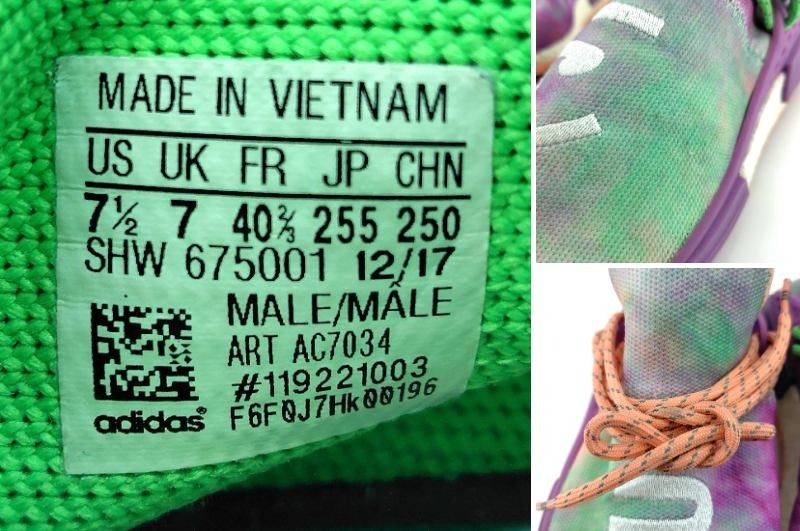 MADE IN VIETNAM
US UK FR JP CHN
7½ 7 40⅔ 255 250
SHW 675001 12/17
MALE/MÂLE
ART AC7034
#119221003
F6F0J7Hk00196
adidas®